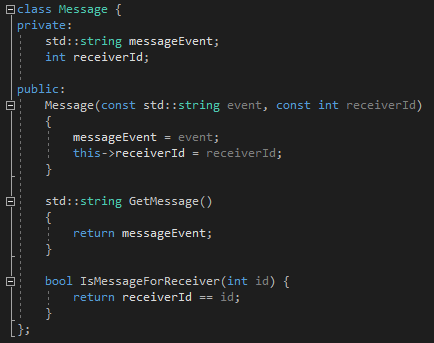 class Message {
private:
    std::string messageEvent;
    int receiverId;

public:
    Message(const std::string event, const int receiverId)
    {
        messageEvent = event;
        this->receiverId = receiverId;
    }

    std::string GetMessage()
    {
        return messageEvent;
    }

    bool IsMessageForReceiver(int id) {
        return receiverId == id;
    }
};